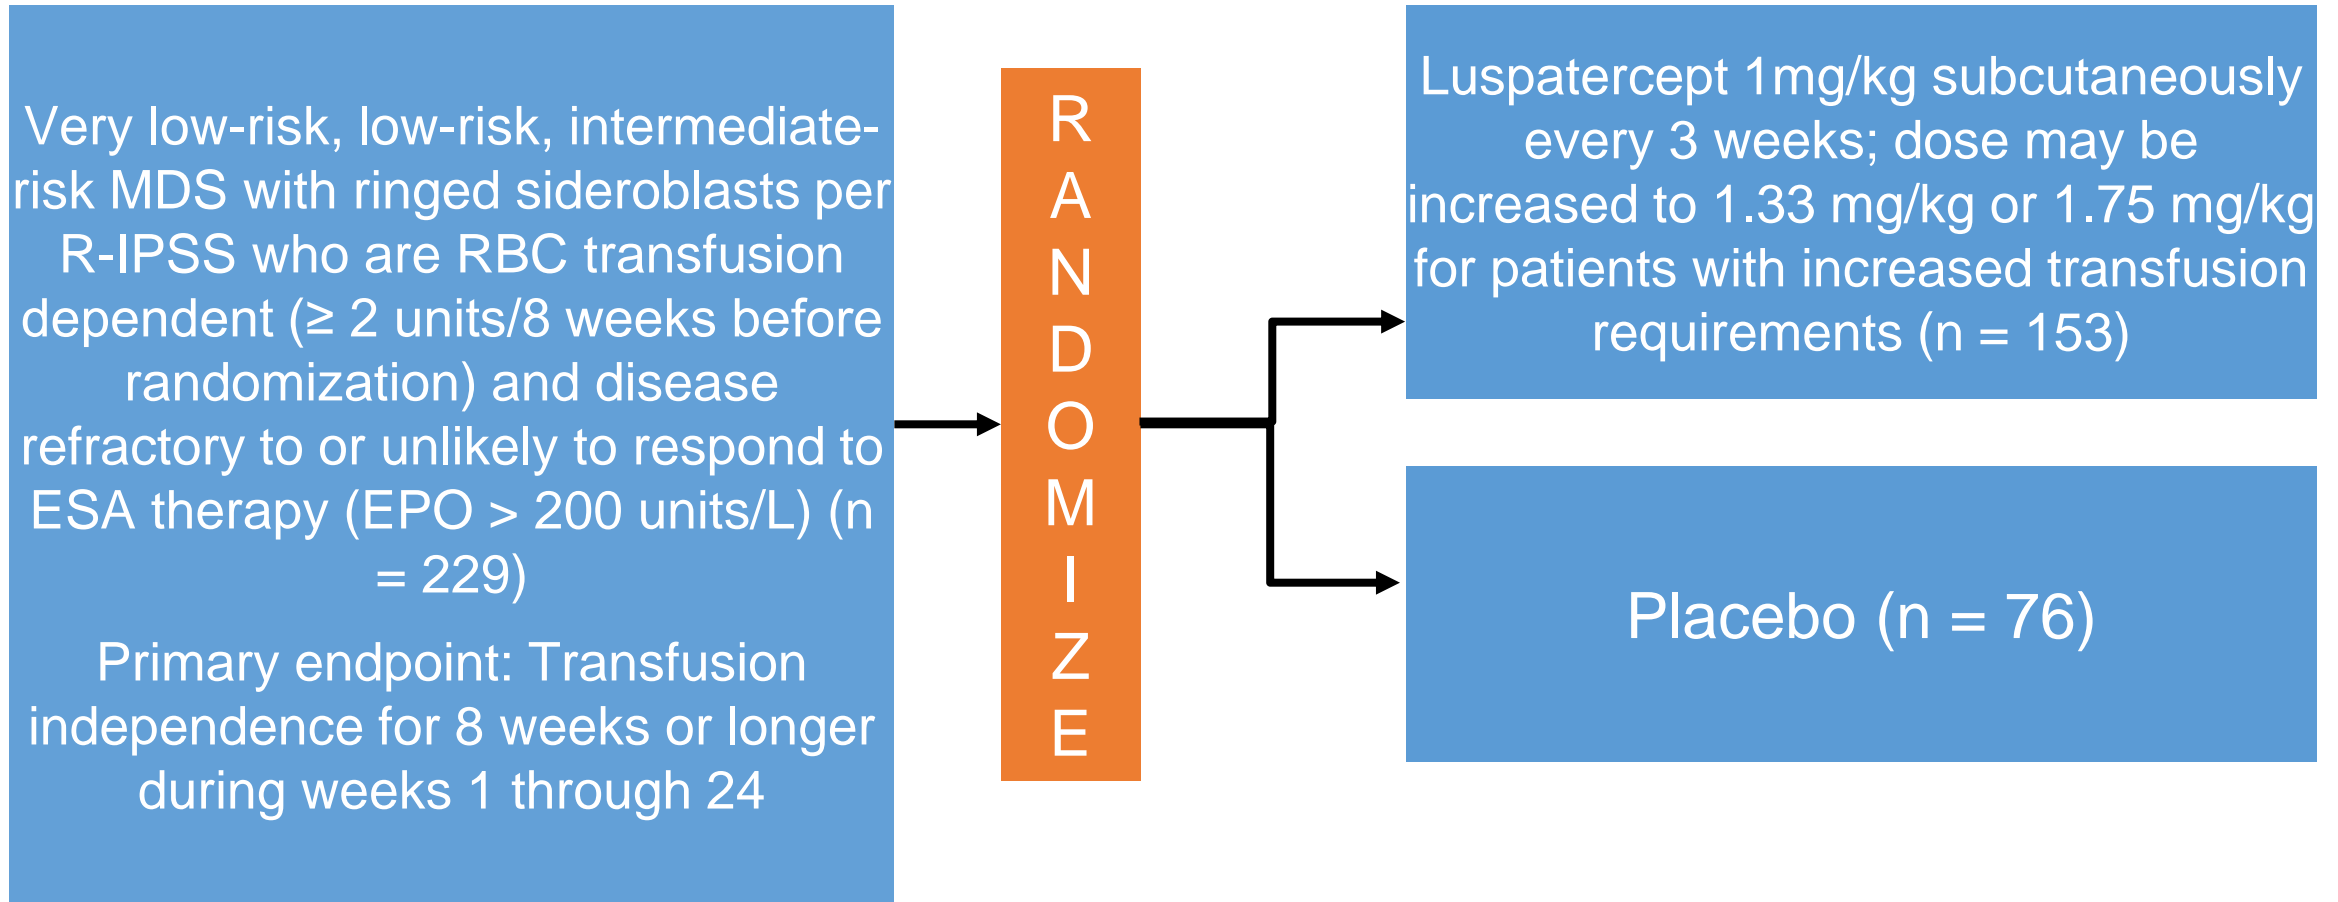 Very low-risk, low-risk, intermediate-
risk MDS with ringed sideroblasts per
R-IPSS who are RBC transfusion
dependent (≥ 2 units/8 weeks before
randomization) and disease
refractory to or unlikely to respond to
ESA therapy (EPO > 200 units/L) (n
= 229)
Primary endpoint: Transfusion
independence for 8 weeks or longer
during weeks 1 through 24
R
A
N
D
O
M
I
Z
E
Luspatercept 1mg/kg subcutaneously
every 3 weeks; dose may be
increased to 1.33 mg/kg or 1.75 mg/kg
for patients with increased transfusion
requirements (n = 153)
Placebo (n = 76)